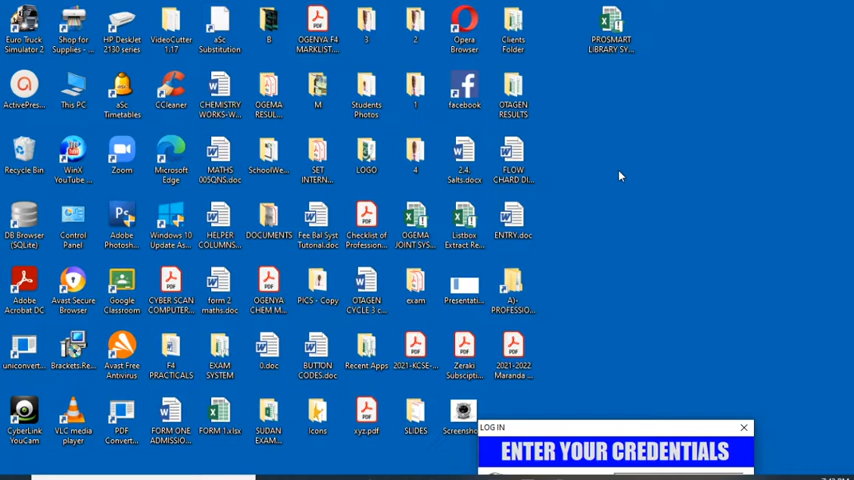 Euro Truck
Simulator 2
Shop for
Supplies - ...
HP DeskJet
2130 series
VideoCutter
1.17
aSc
Substitution
B
OGENYA F4
MARKLIST....
3
2
Opera
Browser
Clients
Folder
PROSMART
LIBRARY SY...
ActivePres...
This PC
aSc
Timetables
CCleaner
CHEMISTRY
WORKS-W...
OGEMA
RESUL...
M
Students
Photos
1
facebook
OTAGEN
RESULTS
Recycle Bin
WinX
YouTube ...
Zoom
Microsoft
Edge
MATHS
005QNS.doc
SchoolWe...
SET
INTERN...
LOGO
4
2.4.
Salts.docx
FLOW
CHARD DI...
DB Browser
(SQLite)
Control
Panel
Adobe
Photosh...
Windows 10
Update As...
HELPER
COLUMNS...
DOCUMENTS
Fee Bal Syst
Tutorial.doc
Checklist of
Profession...
OGEMA
JOINT SYS...
Listbox
Extract Re...
ENTRY.doc
Adobe
Acrobat DC
Avast Secure
Browser
Google
Classroom
CYBER SCAN
COMPUTER...
form 2
maths.doc
OGENYA
CHEM M...
PICS - Copy
OTAGEN
CYCLE 3 c...
exam
Presentati...
A)-
PROFESSIO...
uniconvert...
Brackets.Re...
Avast Free
Antivirus
F4
PRACTICALS
EXAM
SYSTEM
0.doc
BUTTON
CODES.doc
Recent Apps
2021-KCSE-...
Zeraki
Subsciptio...
2021-2022
Maranda ...
CyberLink
YouCam
VLC media
player
PDF
Convert...
FORM ONE
ADMISSIO...
FORM 1.xlsx
SUDAN
EXAM...
Icons
xyz.pdf
SLIDES
Screensho...
LOG IN
ENTER YOUR CREDENTIALS